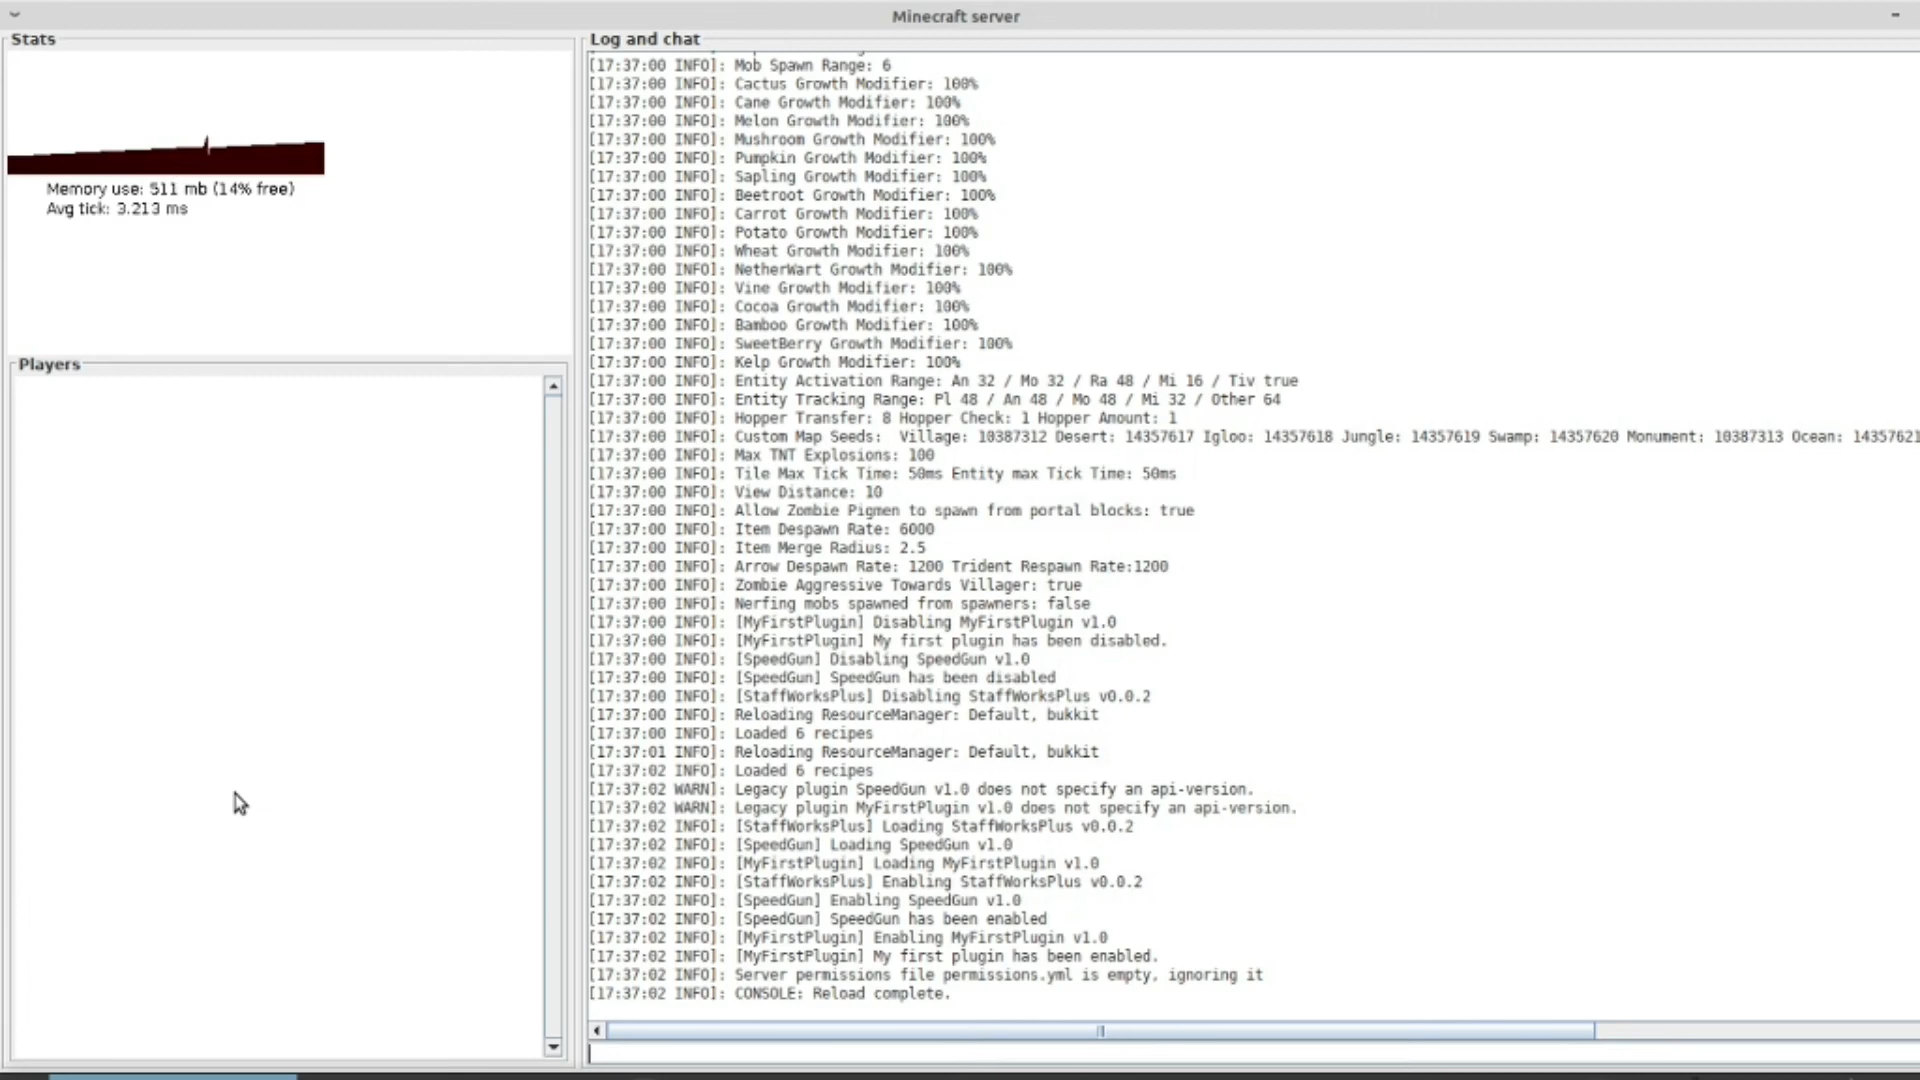 Minecraft server
Stats
Memory use: 511 mb (14% free)
Avg tick: 3.213 ms
Players
Log and chat
[17:37:00 INFO]: Mob Spawn Range: 6
[17:37:00 INFO]: Cactus Growth Modifier: 100%
[17:37:00 INFO]: Cane Growth Modifier: 100%
[17:37:00 INFO]: Melon Growth Modifier: 100%
[17:37:00 INFO]: Mushroom Growth Modifier: 100%
[17:37:00 INFO]: Pumpkin Growth Modifier: 100%
[17:37:00 INFO]: Sapling Growth Modifier: 100%
[17:37:00 INFO]: Beetroot Growth Modifier: 100%
[17:37:00 INFO]: Carrot Growth Modifier: 100%
[17:37:00 INFO]: Potato Growth Modifier: 100%
[17:37:00 INFO]: Wheat Growth Modifier: 100%
[17:37:00 INFO]: NetherWart Growth Modifier: 100%
[17:37:00 INFO]: Vine Growth Modifier: 100%
[17:37:00 INFO]: Cocoa Growth Modifier: 100%
[17:37:00 INFO]: Bamboo Growth Modifier: 100%
[17:37:00 INFO]: SweetBerry Growth Modifier: 100%
[17:37:00 INFO]: Kelp Growth Modifier: 100%
[17:37:00 INFO]: Entity Activation Range: An 32 / Mo 32 / Ra 48 / Mi 16 / Tiv true
[17:37:00 INFO]: Entity Tracking Range: Pl 48 / An 48 / Mo 48 / Mi 32 / Other 64
[17:37:00 INFO]: Hopper Transfer: 8 Hopper Check: 1 Hopper Amount: 1
[17:37:00 INFO]: Custom Map Seeds:  Village: 10387312 Desert: 14357617 Igloo: 14357618 Jungle: 14357619 Swamp: 14357620 Monument: 10387313 Ocean: 14357621
[17:37:00 INFO]: Max TNT Explosions: 100
[17:37:00 INFO]: Tile Max Tick Time: 50ms Entity max Tick Time: 50ms
[17:37:00 INFO]: View Distance: 10
[17:37:00 INFO]: Allow Zombie Pigmen to spawn from portal blocks: true
[17:37:00 INFO]: Item Despawn Rate: 6000
[17:37:00 INFO]: Item Merge Radius: 2.5
[17:37:00 INFO]: Arrow Despawn Rate: 1200 Trident Respawn Rate:1200
[17:37:00 INFO]: Zombie Aggressive Towards Villager: true
[17:37:00 INFO]: Nerfing mobs spawned from spawners: false
[17:37:00 INFO]: [MyFirstPlugin] Disabling MyFirstPlugin v1.0
[17:37:00 INFO]: [MyFirstPlugin] My first plugin has been disabled.
[17:37:00 INFO]: [SpeedGun] Disabling SpeedGun v1.0
[17:37:00 INFO]: [SpeedGun] SpeedGun has been disabled
[17:37:00 INFO]: [StaffWorksPlus] Disabling StaffWorksPlus v0.0.2
[17:37:00 INFO]: Reloading ResourceManager: Default, bukkit
[17:37:00 INFO]: Loaded 6 recipes
[17:37:01 INFO]: Reloading ResourceManager: Default, bukkit
[17:37:02 INFO]: Loaded 6 recipes
[17:37:02 WARN]: Legacy plugin SpeedGun v1.0 does not specify an api-version.
[17:37:02 WARN]: Legacy plugin MyFirstPlugin v1.0 does not specify an api-version.
[17:37:02 INFO]: [StaffWorksPlus] Loading StaffWorksPlus v0.0.2
[17:37:02 INFO]: [SpeedGun] Loading SpeedGun v1.0
[17:37:02 INFO]: [MyFirstPlugin] Loading MyFirstPlugin v1.0
[17:37:02 INFO]: [StaffWorksPlus] Enabling StaffWorksPlus v0.0.2
[17:37:02 INFO]: [SpeedGun] Enabling SpeedGun v1.0
[17:37:02 INFO]: [SpeedGun] SpeedGun has been enabled
[17:37:02 INFO]: [MyFirstPlugin] Enabling MyFirstPlugin v1.0
[17:37:02 INFO]: [MyFirstPlugin] My first plugin has been enabled.
[17:37:02 INFO]: Server permissions file permissions.yml is empty, ignoring it
[17:37:02 INFO]: CONSOLE: Reload complete.